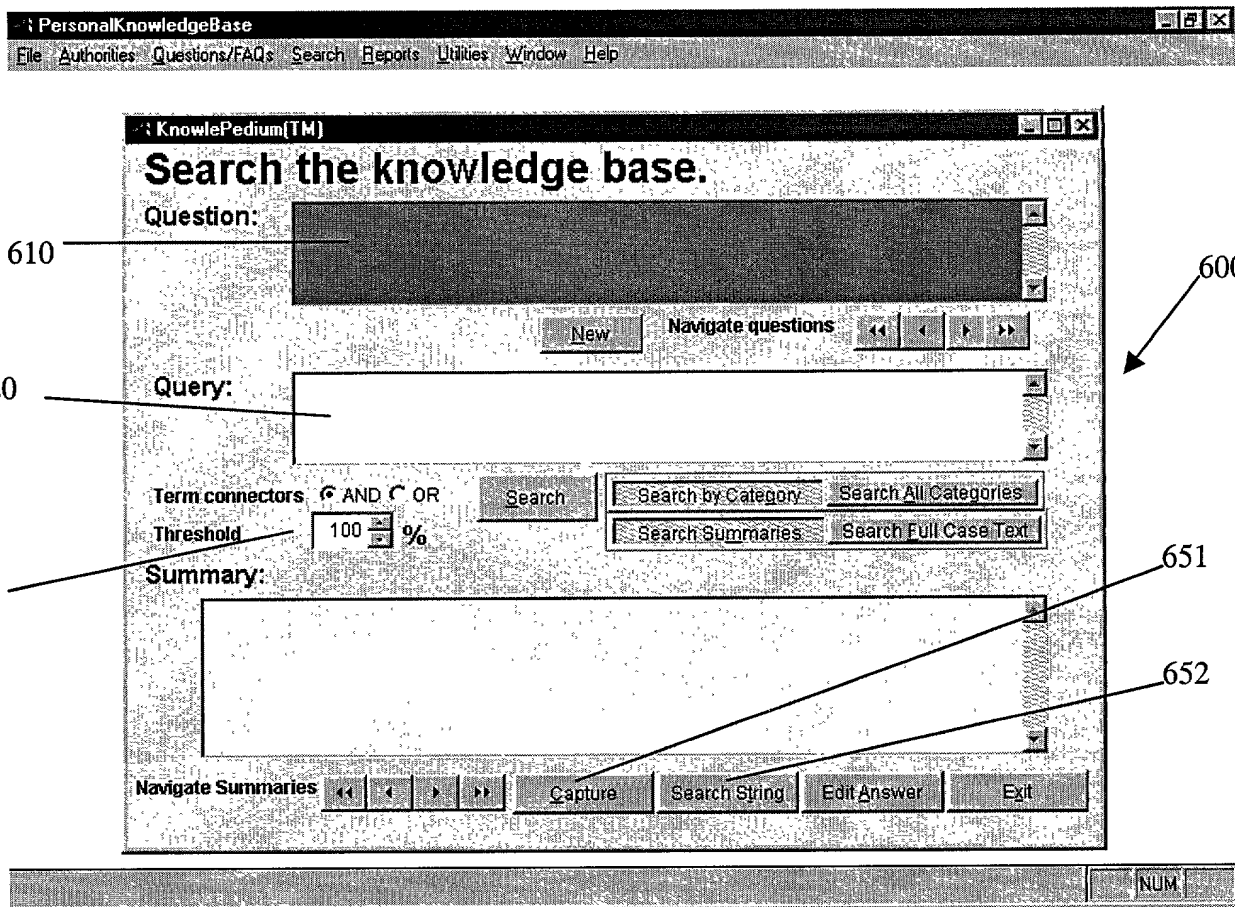 PersonalKnowledgeBase
File Authorities Questions/FAQs Search Reports Utilities Window Help
KnowlePedium(TM)
Search the knowledge base.
Question:
610
600
New Navigate questions
Query:
0
Term connectors AND OR Search Search by Category Search All Categories
Threshold 100 % Search Summaries Search Full Case Text
Summary:
651
652
Navigate Summaries Capture Search String Edit Answer Exit
NUM